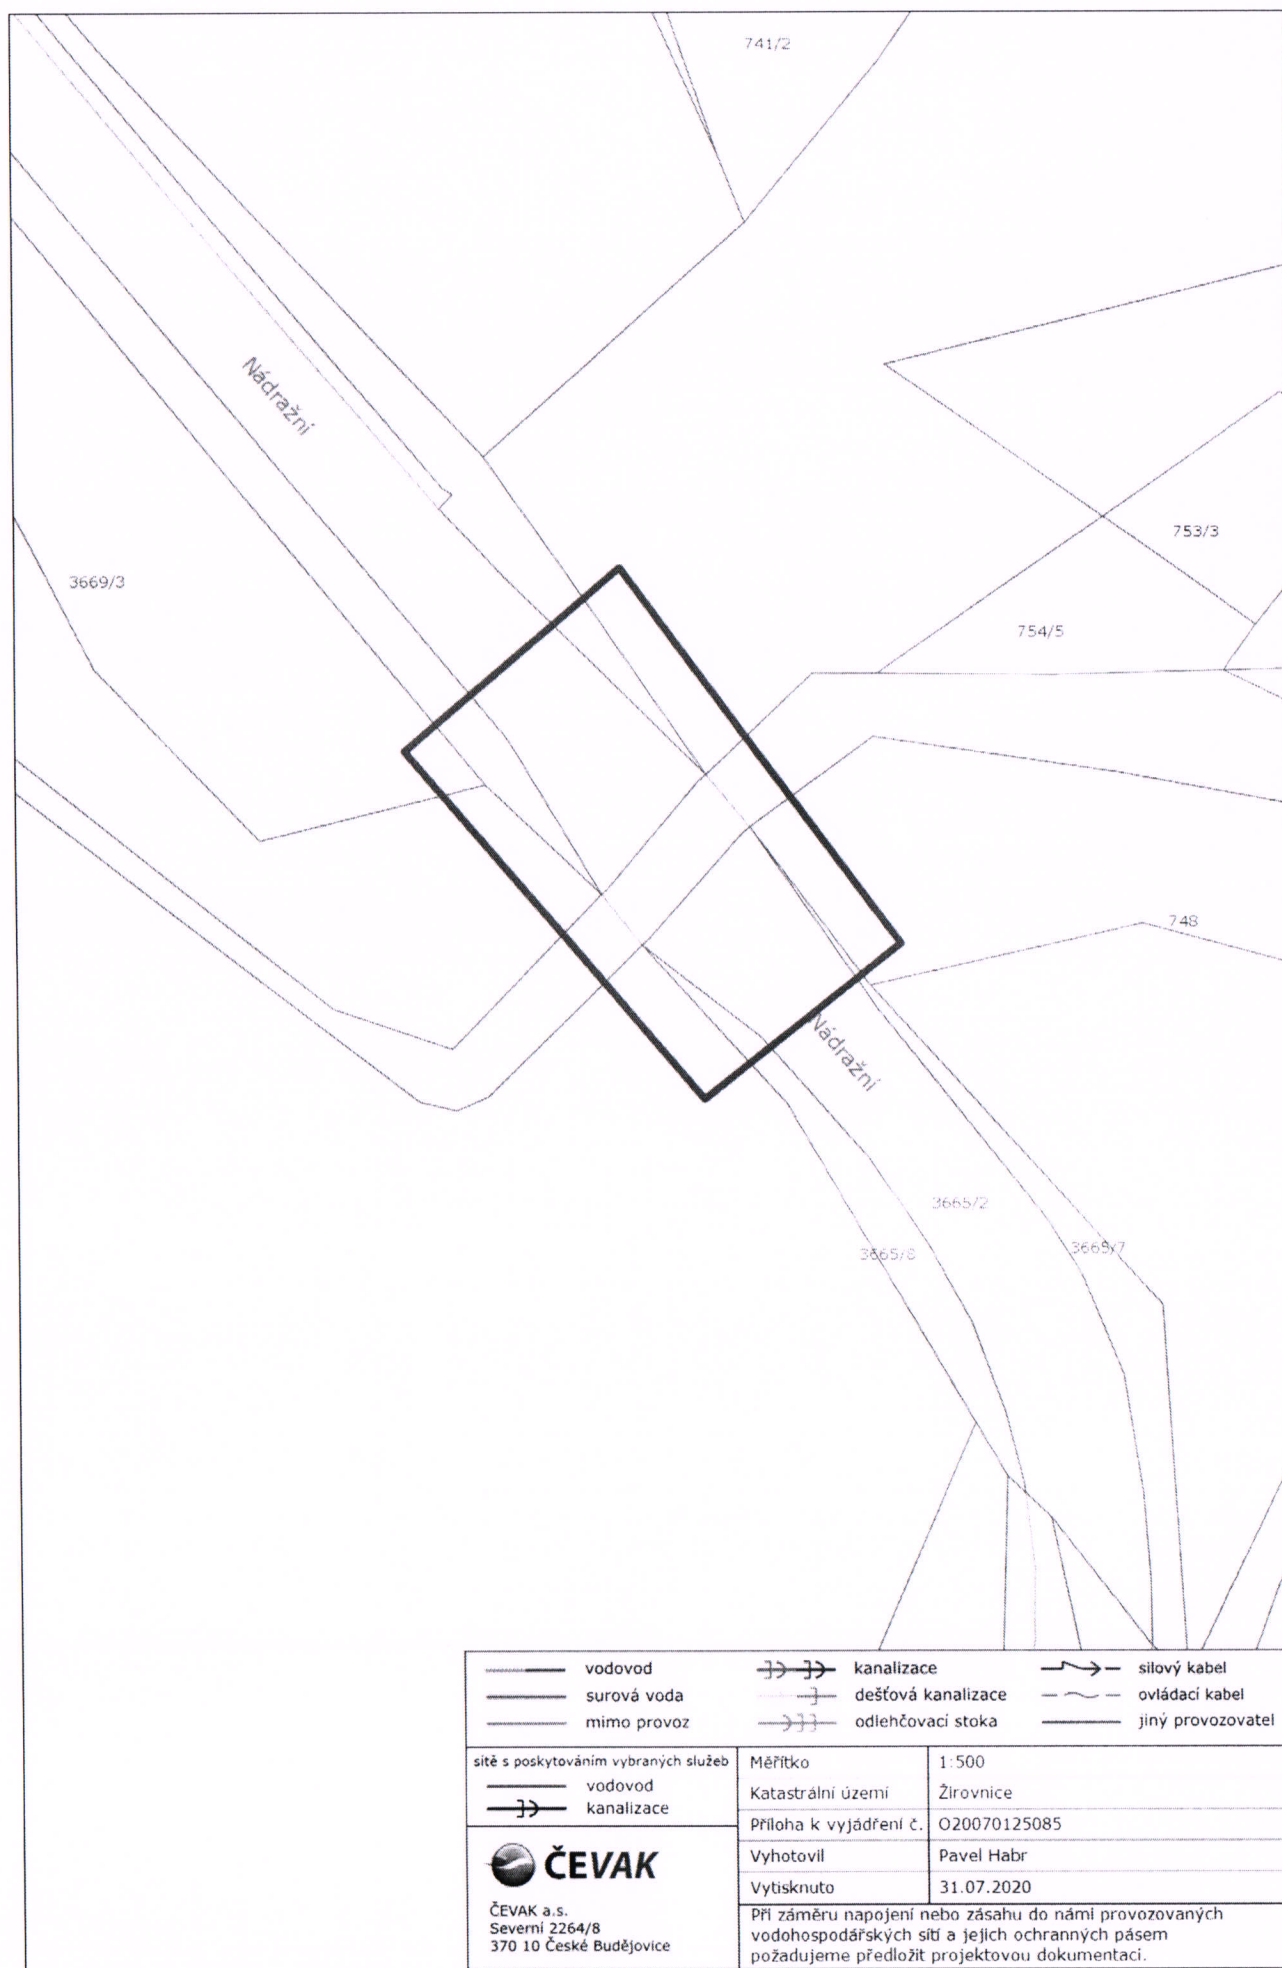 741/2
Nádražní
753/3
3669/3
754/5
748
Nádražní
3665/2
3665/8
3665/7
vodovod
surová voda
mimo provoz
kanalizace
dešťová kanalizace
odlehčovací stoka
silový kabel
ovládací kabel
jiný provozovatel
sítě s poskytováním vybraných služeb
vodovod
kanalizace
Měřítko 1:500
Katastrální území Žirovnice
Příloha k vyjádření č. O20070125085
Vyhotovil Pavel Habr
Vytisknuto 31.07.2020
ČEVAK
ČEVAK a.s.
Severní 2264/8
370 10 České Budějovice
Při záměru napojení nebo zásahu do námi provozovaných
vodohospodářských sítí a jejich ochranných pásem
požadujeme předložit projektovou dokumentaci.